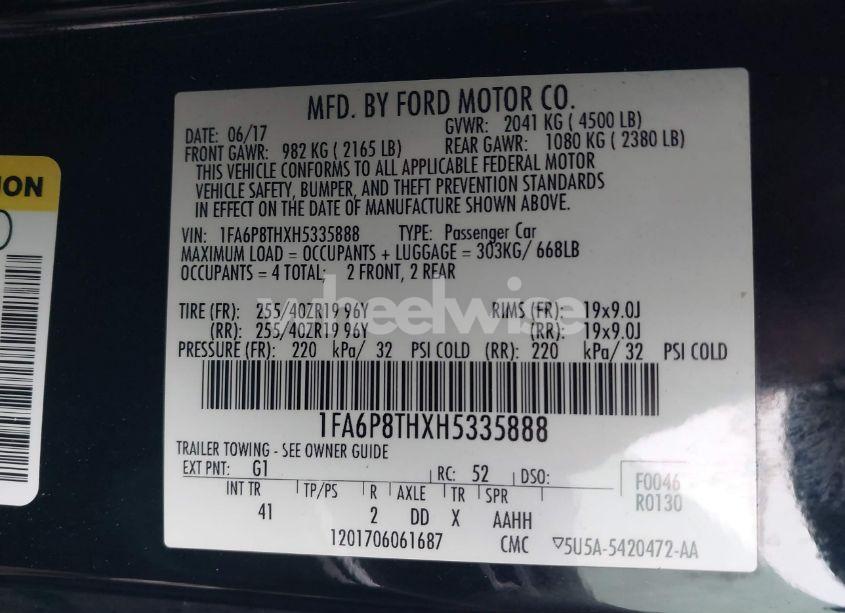 MFD. BY FORD MOTOR CO.
DATE: 06/17 GVWR: 2041 KG ( 4500 LB)
FRONT GAWR: 982 KG ( 2165 LB) REAR GAWR: 1080 KG ( 2380 LB)
THIS VEHICLE CONFORMS TO ALL APPLICABLE FEDERAL MOTOR
VEHICLE SAFETY, BUMPER, AND THEFT PREVENTION STANDARDS
IN EFFECT ON THE DATE OF MANUFACTURE SHOWN ABOVE.
VIN: 1FA6P8THXH5335888 TYPE: Passenger Car
MAXIMUM LOAD = OCCUPANTS + LUGGAGE = 303KG/ 668LB
OCCUPANTS = 4 TOTAL: 2 FRONT, 2 REAR
wheelwise
TIRE (FR): 255/40ZR19 96Y RIMS (FR): 19x9.0J
(RR): 255/40ZR19 96Y (RR): 19x9.0J
PRESSURE (FR): 220 kPa/ 32 PSI COLD (RR): 220 kPa/ 32 PSI COLD
1FA6P8THXH5335888
TRAILER TOWING - SEE OWNER GUIDE
EXT PNT: G1 RC: 52 DSO: F0046
R0130
INT TR TP/PS R AXLE TR SPR
41 2 DD X AAHH
1201706061687 CMC ▽5U5A-5420472-AA